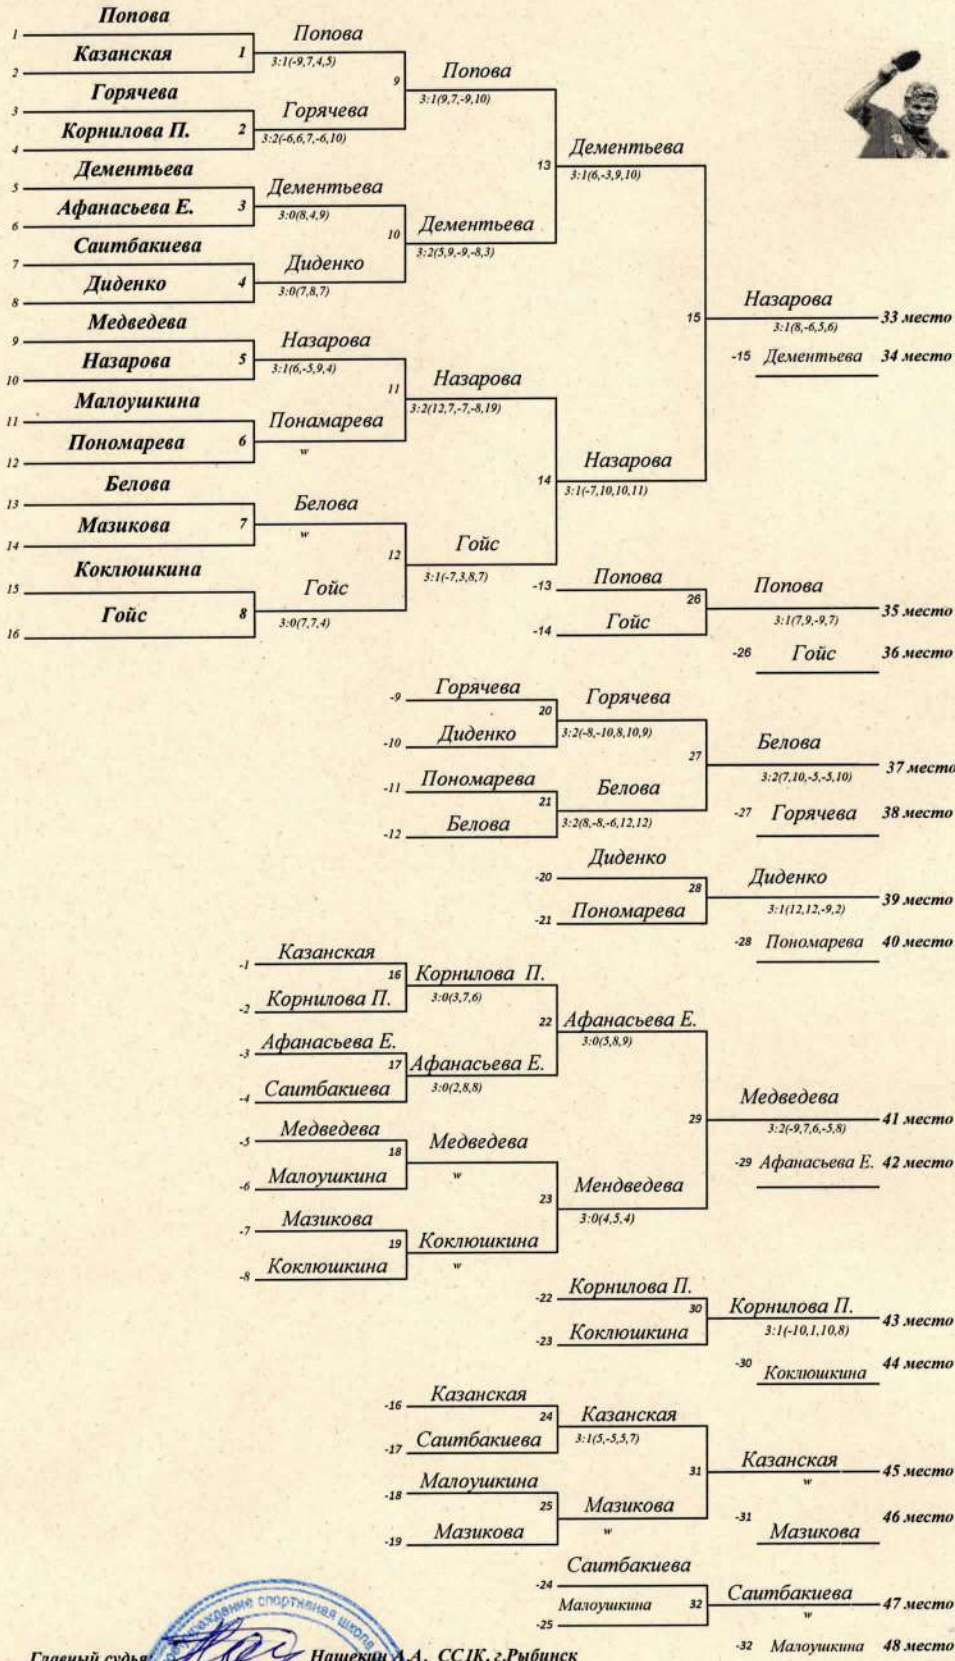 Попова
1
Казанская 1
2
Попова
3:1(-9,7,4,5)
9
Горячева
3
Корнилова П. 2
4
Горячева
3:2(-6,6,7,-6,10)
Попова
3:1(9,7,-9,10)
Дементьева
5
Афанасьева Е. 3
6
Дементьева
3:0(8,4,9)
10
Саитбакиева
7
Диденко 4
8
Диденко
3:0(7,8,7)
Дементьева
3:2(5,9,-9,-8,3)
13
Дементьева
3:1(6,-3,9,10)
Медведева
9
Назарова 5
10
Назарова
3:1(6,-5,9,4)
11
Малоушкина
11
Пономарева 6
12
Понамарева
w
Назарова
3:2(12,7,-7,-8,19)
Белова
13
Мазикова 7
14
Белова
w
12
Коклюшкина
15
Гойс 8
16
Гойс
3:0(7,7,4)
Гойс
3:1(-7,3,8,7)
14
Назарова
3:1(-7,10,10,11)
15
Назарова 33 место
3:1(8,-6,5,6)
-15 Дементьева 34 место
-13 Попова
26
-14 Гойс
Попова 35 место
3:1(7,9,-9,7)
-26 Гойс 36 место
-9 Горячева
20
-10 Диденко
Горячева
3:2(-8,-10,8,10,9)
-11 Пономарева
21
-12 Белова
Белова
3:2(8,-8,-6,12,12)
27
Белова 37 место
3:2(7,10,-5,-5,10)
-27 Горячева 38 место
-20 Диденко
28
-21 Пономарева
Диденко 39 место
3:1(12,12,-9,2)
-28 Пономарева 40 место
-1 Казанская
16
-2 Корнилова П.
Корнилова П.
3:0(3,7,6)
-3 Афанасьева Е.
17
-4 Саитбакиева
Афанасьева Е.
3:0(2,8,8)
22
Афанасьева Е.
3:0(5,8,9)
-5 Медведева
18
-6 Малоушкина
Медведева
w
-7 Мазикова
19
-8 Коклюшкина
Коклюшкина
w
23
Мендведева
3:0(4,5,4)
29
Медведева 41 место
3:2(-9,7,6,-5,8)
-29 Афанасьева Е. 42 место
-22 Корнилова П.
30
-23 Коклюшкина
Корнилова П. 43 место
3:1(-10,1,10,8)
-30 Коклюшкина 44 место
-16 Казанская
24
-17 Саитбакиева
Казанская
3:1(5,-5,5,7)
-18 Малоушкина
25
-19 Мазикова
Мазикова
w
31
Казанская 45 место
w
-31 Мазикова 46 место
-24 Саитбакиева
Малоушкина 32
-25
Саитбакиева 47 место
w
-32 Малоушкина 48 место
спортивная школа
Главный судья Нащекин А.А. ССIК, г.Рыбинск